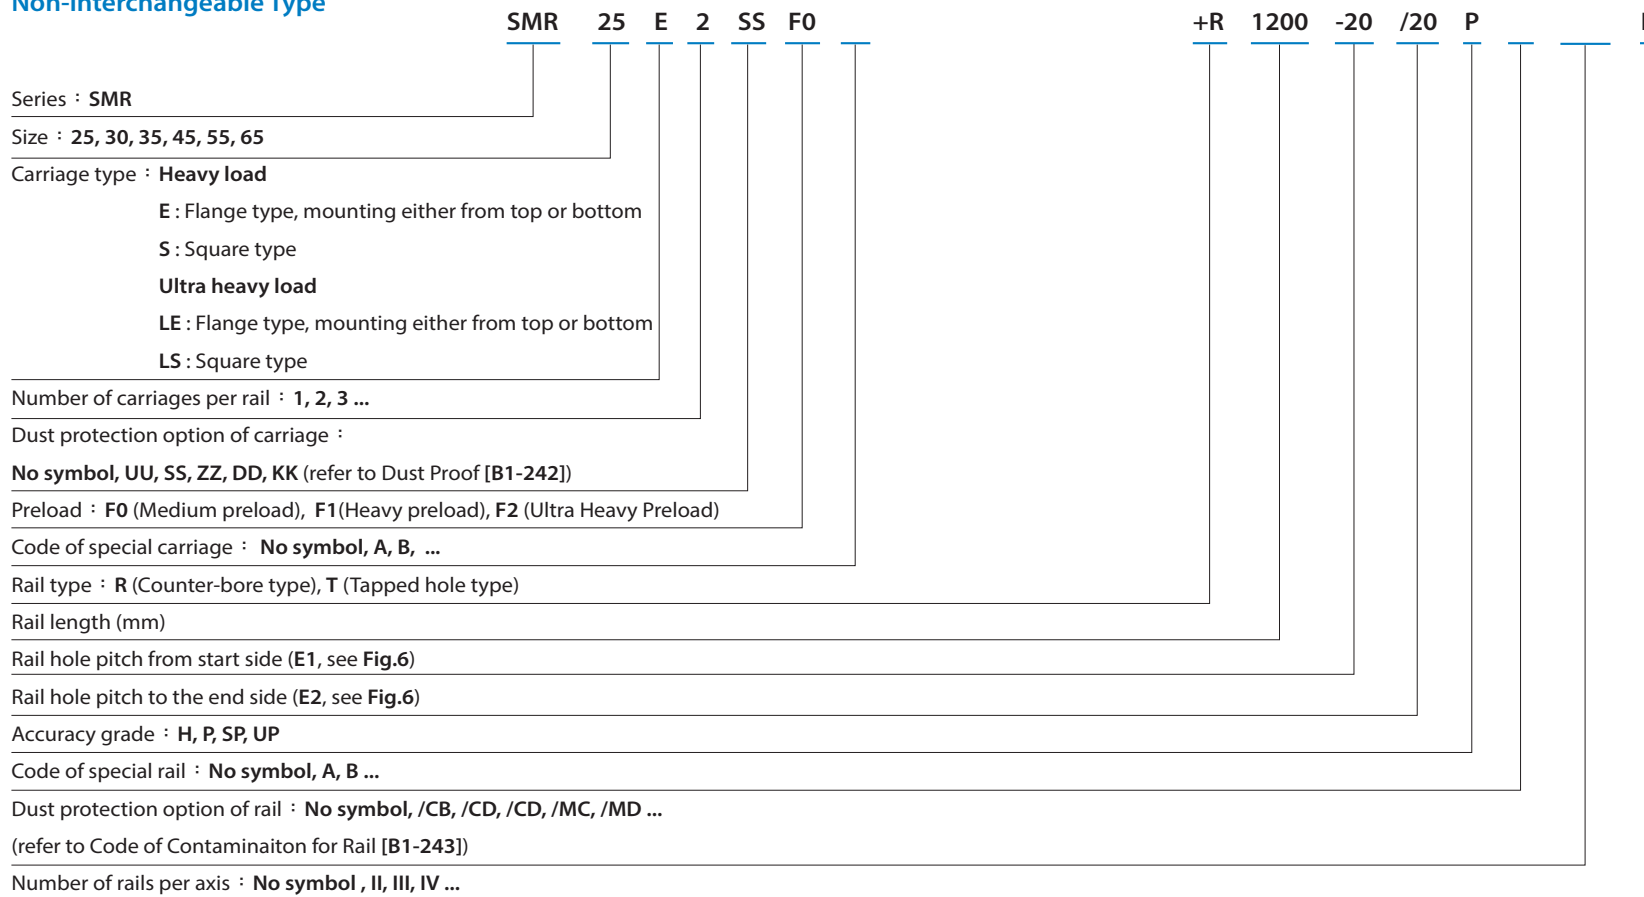 Non-Interchangeable Type
SMR 25 E 2 SS F0 +R 1200 -20 /20 P
Series : SMR
Size : 25, 30, 35, 45, 55, 65
Carriage type : Heavy load
E : Flange type, mounting either from top or bottom
S : Square type
Ultra heavy load
LE : Flange type, mounting either from top or bottom
LS : Square type
Number of carriages per rail : 1, 2, 3 ...
Dust protection option of carriage :
No symbol, UU, SS, ZZ, DD, KK (refer to Dust Proof [B1-242])
Preload : F0 (Medium preload), F1(Heavy preload), F2 (Ultra Heavy Preload)
Code of special carriage : No symbol, A, B, ...
Rail type : R (Counter-bore type), T (Tapped hole type)
Rail length (mm)
Rail hole pitch from start side (E1, see Fig.6)
Rail hole pitch to the end side (E2, see Fig.6)
Accuracy grade : H, P, SP, UP
Code of special rail : No symbol, A, B ...
Dust protection option of rail : No symbol, /CB, /CD, /CD, /MC, /MD ...
(refer to Code of Contaminaiton for Rail [B1-243])
Number of rails per axis : No symbol , II, III, IV ...